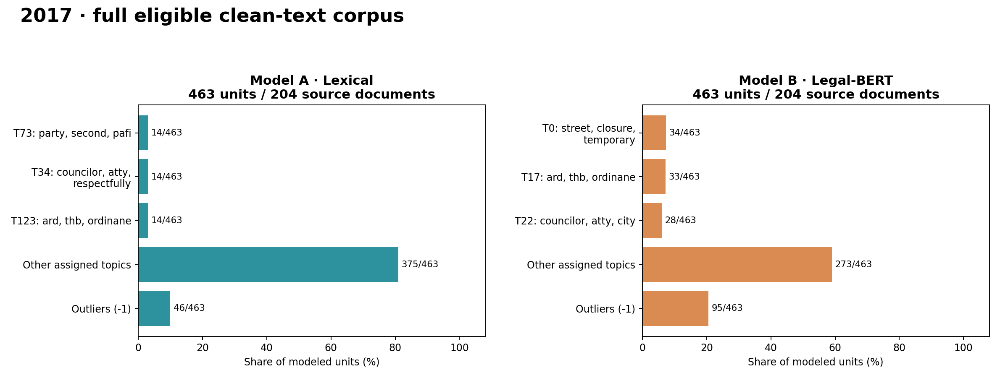 2017 · full eligible clean-text corpus
Model A · Lexical
463 units / 204 source documents
T73: party, second, pafi
14/463
T34: councilor, atty,
respectfully
14/463
T123: ard, thb, ordinane
14/463
Other assigned topics
375/463
Outliers (-1)
46/463
0 20 40 60 80 100
Share of modeled units (%)
Model B · Legal-BERT
463 units / 204 source documents
T0: street, closure,
temporary
34/463
T17: ard, thb, ordinane
33/463
T22: councilor, atty, city
28/463
Other assigned topics
273/463
Outliers (-1)
95/463
0 20 40 60 80 100
Share of modeled units (%)